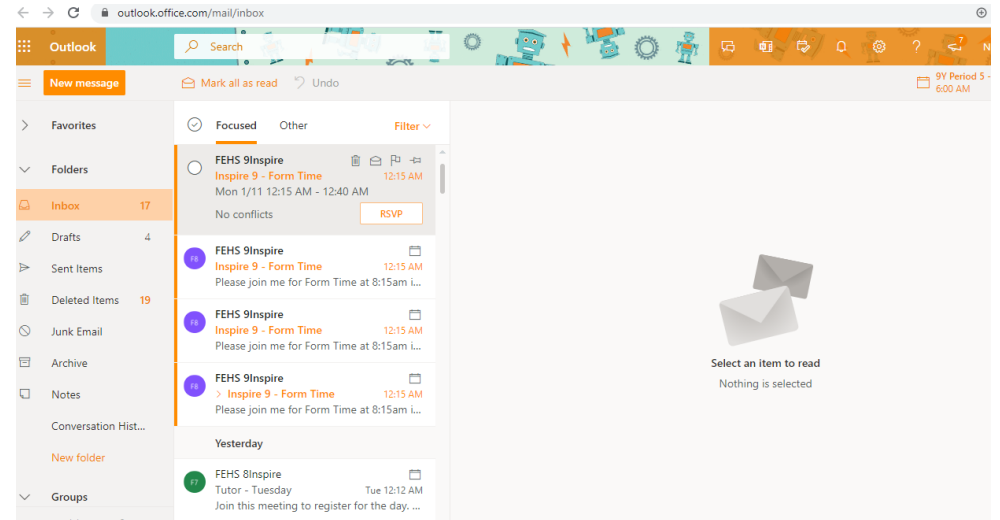 outlook.office.com/mail/inbox
Outlook
Search
?
7
New message
Mark all as read
Undo
9Y Period 5 -
6:00 AM
Favorites
Folders
Inbox 17
Drafts 4
Sent Items
Deleted Items 19
Junk Email
Archive
Notes
Conversation Hist...
New folder
Groups
Focused Other Filter
FEHS 9Inspire
Inspire 9 - Form Time 12:15 AM
Mon 1/11 12:15 AM - 12:40 AM
No conflicts RSVP
F8
FEHS 9Inspire
Inspire 9 - Form Time 12:15 AM
Please join me for Form Time at 8:15am i...
F8
FEHS 9Inspire
Inspire 9 - Form Time 12:15 AM
Please join me for Form Time at 8:15am i...
F8
FEHS 9Inspire
> Inspire 9 - Form Time 12:15 AM
Please join me for Form Time at 8:15am i...
Yesterday
F7
FEHS 8Inspire
Tutor - Tuesday Tue 12:12 AM
Join this meeting to register for the day. ...
Select an item to read
Nothing is selected